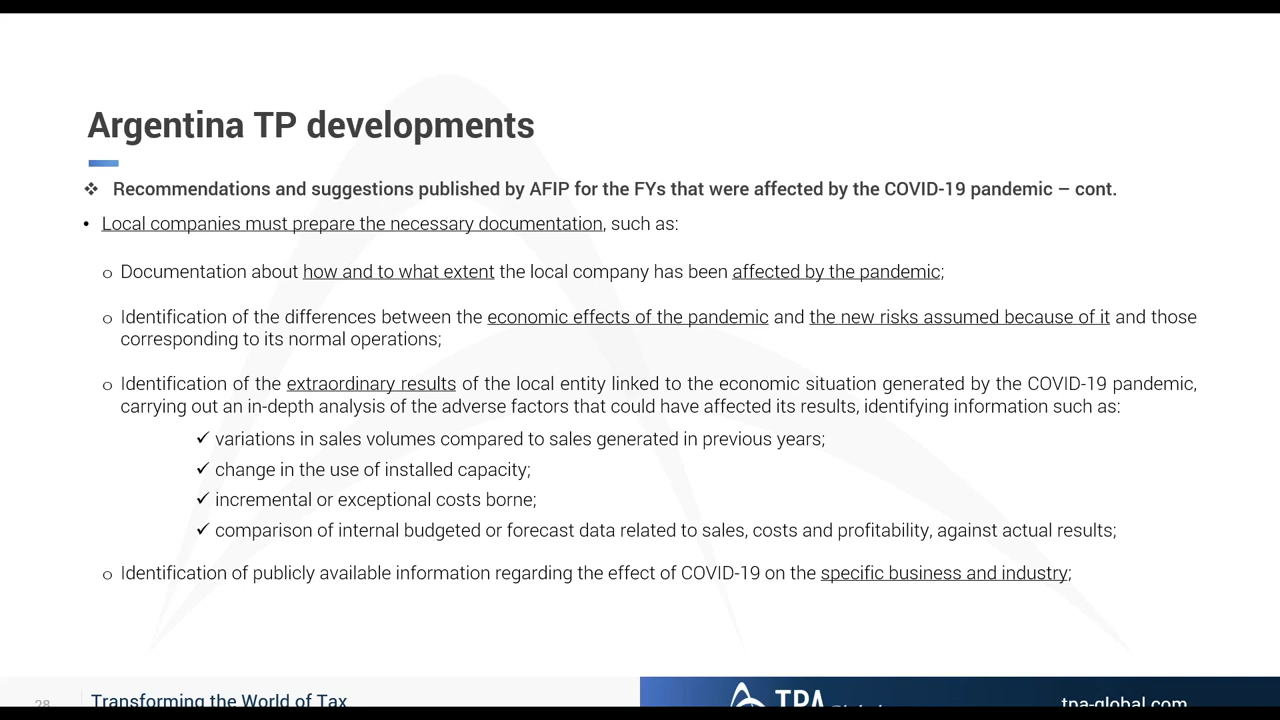 Argentina TP developments
❖ Recommendations and suggestions published by AFIP for the FYs that were affected by the COVID-19 pandemic – cont.
• Local companies must prepare the necessary documentation, such as:
o Documentation about how and to what extent the local company has been affected by the pandemic;
o Identification of the differences between the economic effects of the pandemic and the new risks assumed because of it and those
corresponding to its normal operations;
o Identification of the extraordinary results of the local entity linked to the economic situation generated by the COVID-19 pandemic,
carrying out an in-depth analysis of the adverse factors that could have affected its results, identifying information such as:
✓ variations in sales volumes compared to sales generated in previous years;
✓ change in the use of installed capacity;
✓ incremental or exceptional costs borne;
✓ comparison of internal budgeted or forecast data related to sales, costs and profitability, against actual results;
o Identification of publicly available information regarding the effect of COVID-19 on the specific business and industry;
28
Transforming the World of Tax
TPA Global
tpa-global.com